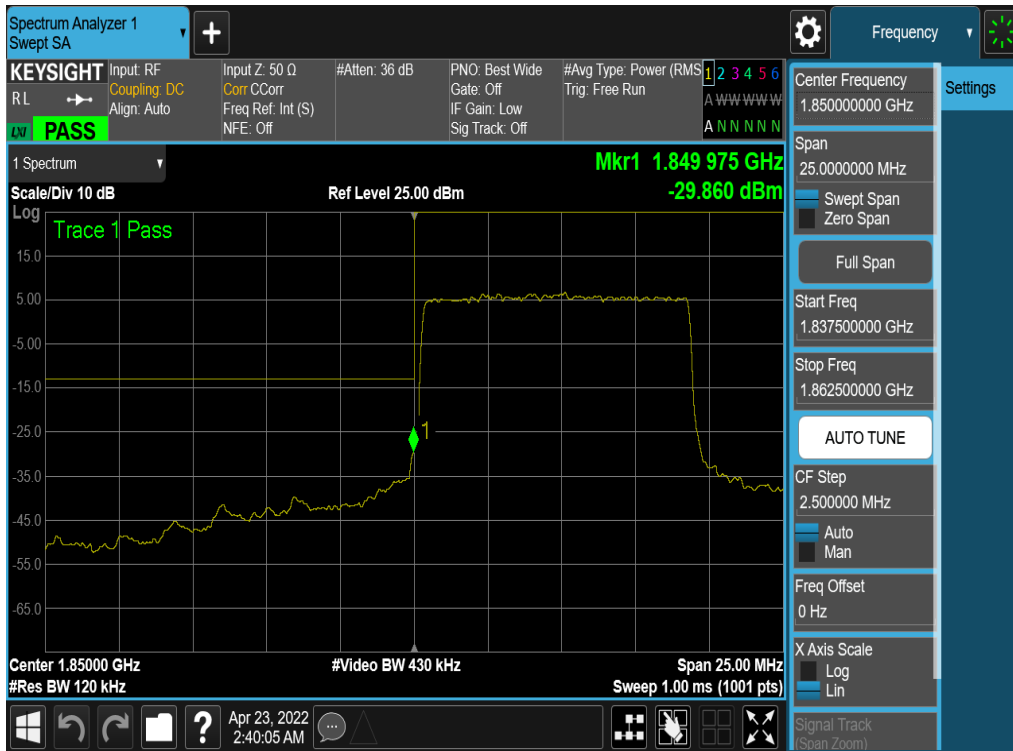 Spectrum Analyzer 1
Swept SA
+
Frequency
KEYSIGHT
R L
LXI
PASS
Input: RF
Coupling: DC
Align: Auto
Input Z: 50 Ω
Corr CCorr
Freq Ref: Int (S)
NFE: Off
#Atten: 36 dB
PNO: Best Wide
Gate: Off
IF Gain: Low
Sig Track: Off
#Avg Type: Power (RMS
Trig: Free Run
1 2 3 4 5 6
A W W W W W
A N N N N N
1 Spectrum
Scale/Div 10 dB
Ref Level 25.00 dBm
Mkr1 1.849 975 GHz
-29.860 dBm
Log
Trace 1 Pass
15.0
5.00
-5.00
-15.0
-25.0
-35.0
-45.0
-55.0
-65.0
1
Center 1.85000 GHz
#Video BW 430 kHz
Span 25.00 MHz
#Res BW 120 kHz
Sweep 1.00 ms (1001 pts)
Center Frequency
1.850000000 GHz
Span
25.0000000 MHz
Swept Span
Zero Span
Full Span
Start Freq
1.837500000 GHz
Stop Freq
1.862500000 GHz
AUTO TUNE
CF Step
2.500000 MHz
Auto
Man
Freq Offset
0 Hz
X Axis Scale
Log
Lin
Signal Track
(Span Zoom)
Settings
?
Apr 23, 2022
2:40:05 AM